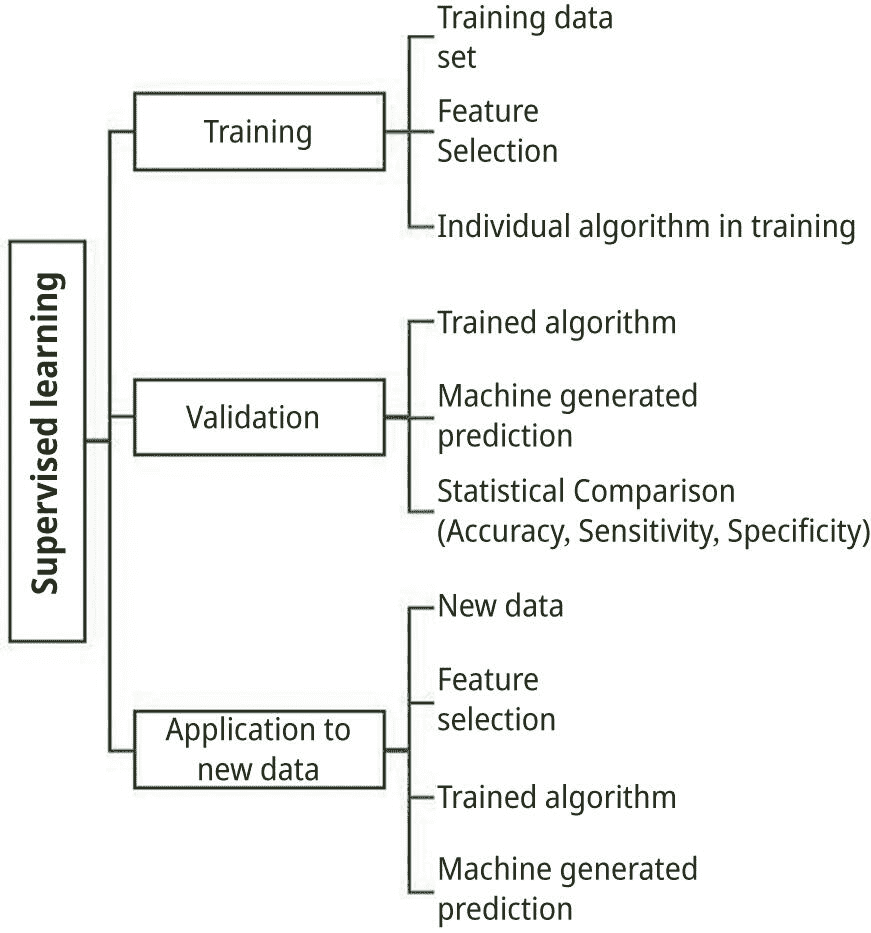 Supervised learning
Training
Training data
set
Feature
Selection
Individual algorithm in training
Validation
Trained algorithm
Machine generated
prediction
Statistical Comparison
(Accuracy, Sensitivity, Specificity)
Application to
new data
New data
Feature
selection
Trained algorithm
Machine generated
prediction